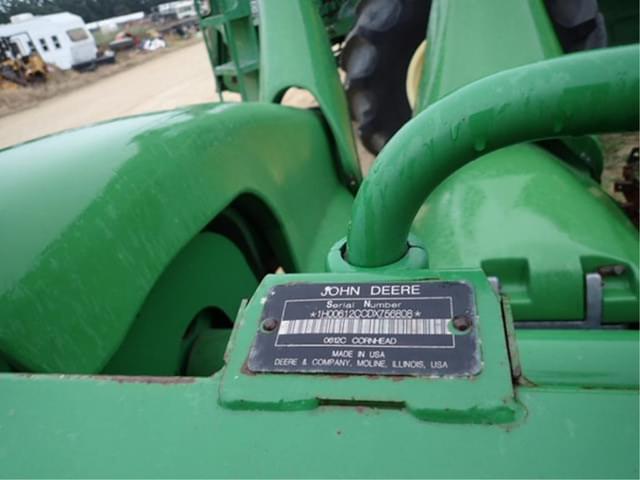 JOHN DEERE
Serial Number
*1H00612CCDX756808*
0612C CORNHEAD
MADE IN USA
DEERE & COMPANY, MOLINE, ILLINOIS, USA